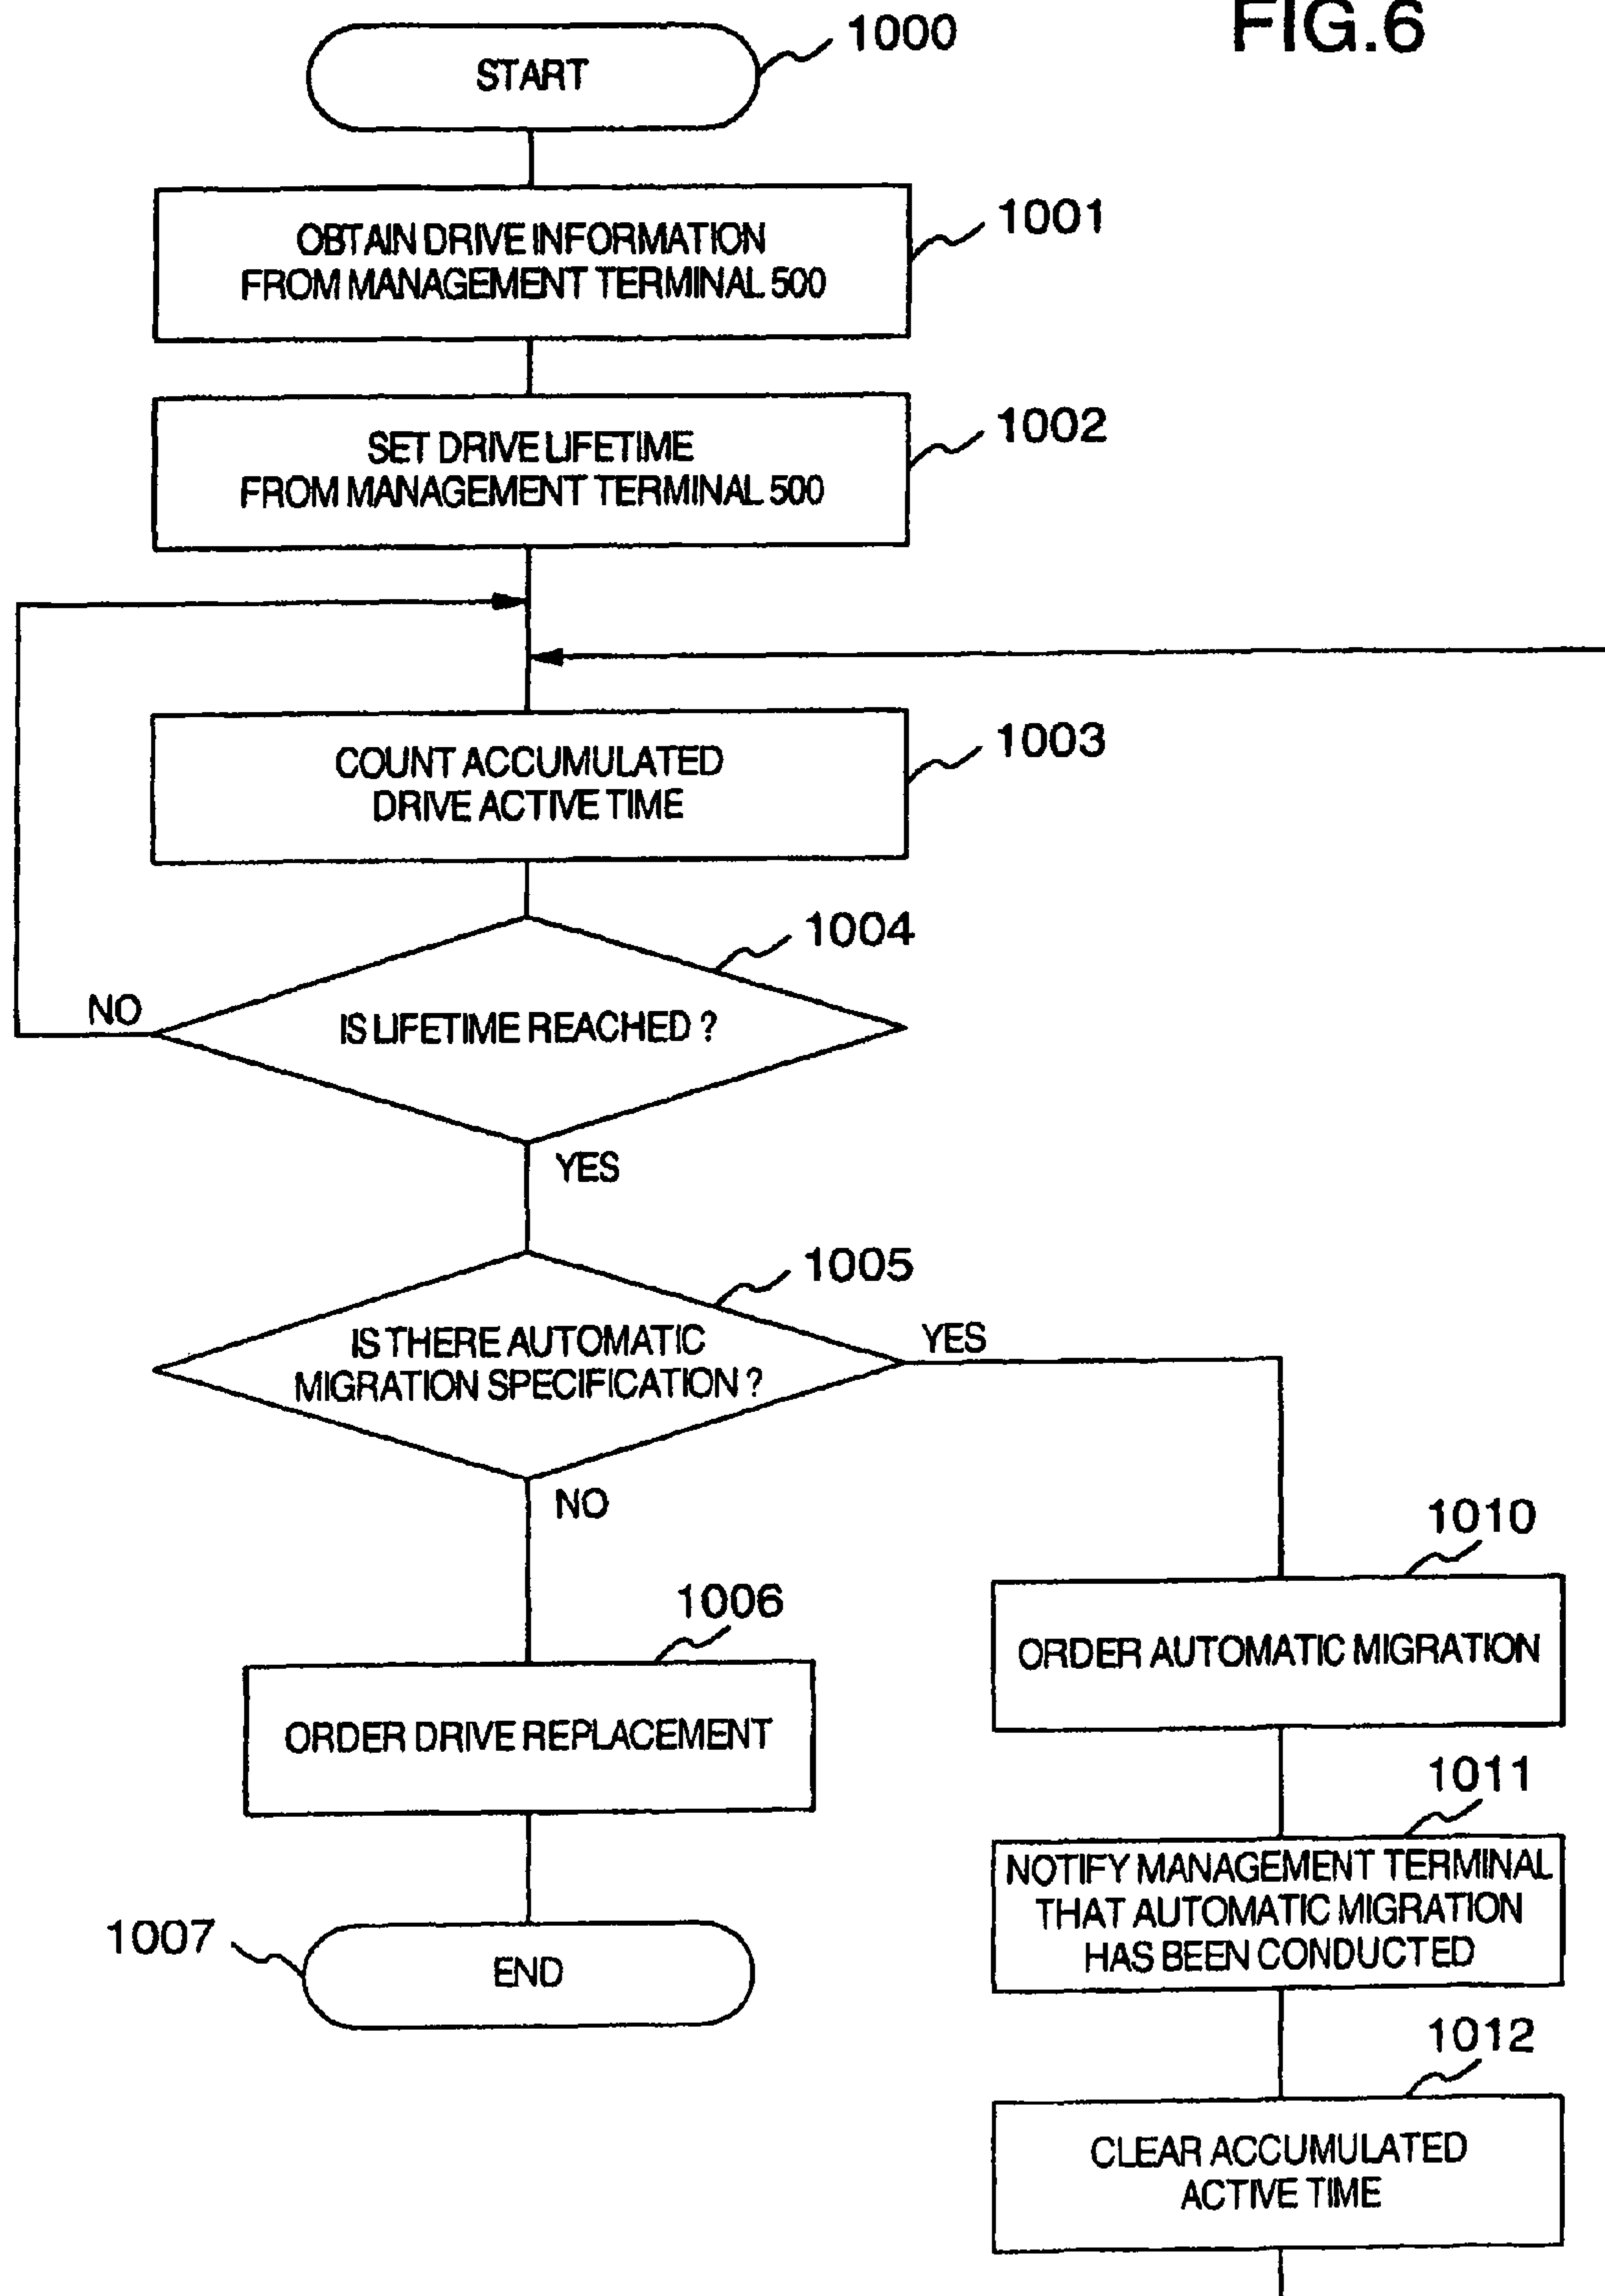 FIG.6
1000
START
1001
OBTAIN DRIVE INFORMATION
FROM MANAGEMENT TERMINAL 500
1002
SET DRIVE LIFETIME
FROM MANAGEMENT TERMINAL 500
1003
COUNT ACCUMULATED
DRIVE ACTIVE TIME
1004
NO
IS LIFETIME REACHED ?
YES
1005
IS THERE AUTOMATIC
MIGRATION SPECIFICATION ?
YES
NO
1006
ORDER DRIVE REPLACEMENT
1007
END
1010
ORDER AUTOMATIC MIGRATION
1011
NOTIFY MANAGEMENT TERMINAL
THAT AUTOMATIC MIGRATION
HAS BEEN CONDUCTED
1012
CLEAR ACCUMULATED
ACTIVE TIME